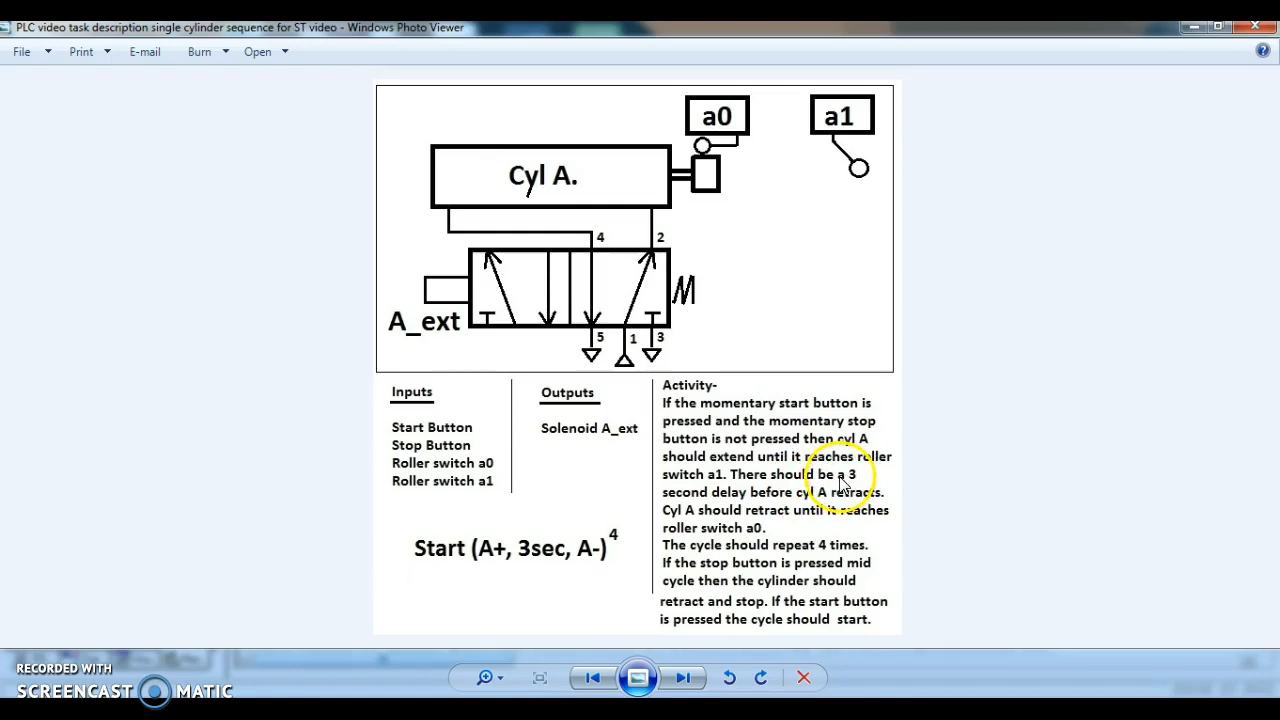 PLC video task description single cylinder sequence for ST video - Windows Photo Viewer
File Print E-mail Burn Open
a0
a1
Cyl A.
4
2
A_ext
5
1
3
Inputs
Start Button
Stop Button
Roller switch a0
Roller switch a1
Outputs
Solenoid A_ext
Start (A+, 3sec, A-)4
Activity-
If the momentary start button is
pressed and the momentary stop
button is not pressed then cyl A
should extend until it reaches roller
switch a1. There should be a 3
second delay before cyl A retracts.
Cyl A should retract until it reaches
roller switch a0.
The cycle should repeat 4 times.
If the stop button is pressed mid
cycle then the cylinder should
retract and stop. If the start button
is pressed the cycle should start.
RECORDED WITH
SCREENCAST MATIC